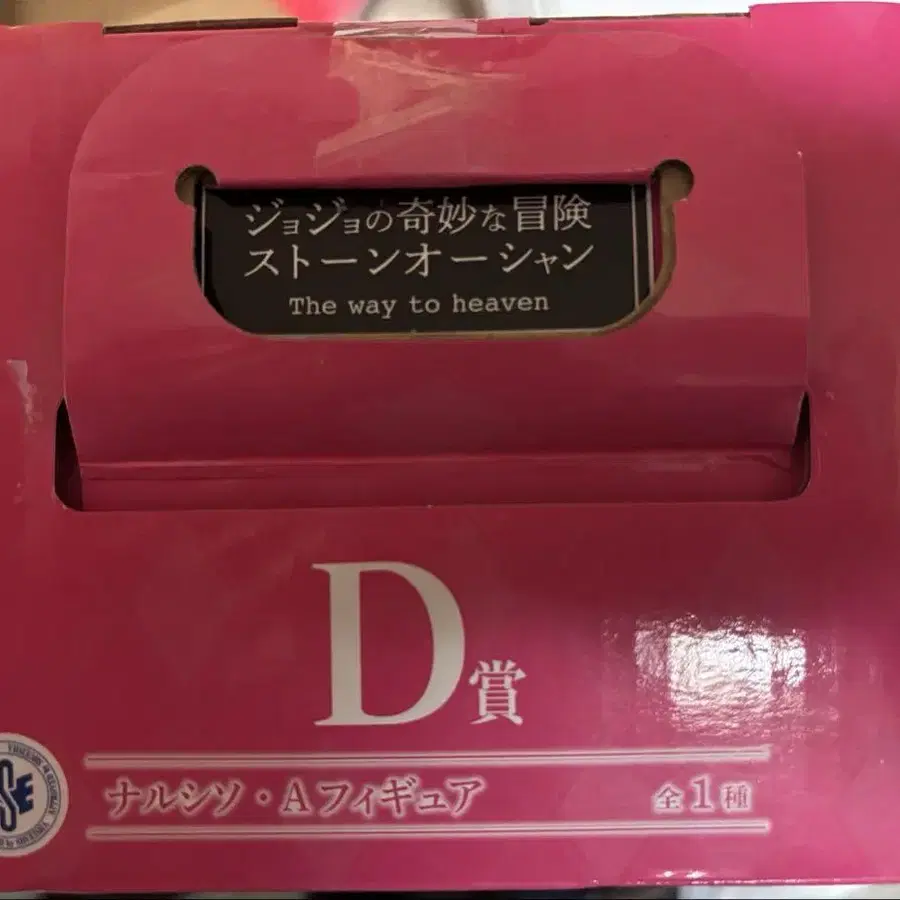 ジョジョの奇妙な冒険
ストーンオーシャン
The way to heaven
D賞
ナルシソ・Aフィギュア
全1種